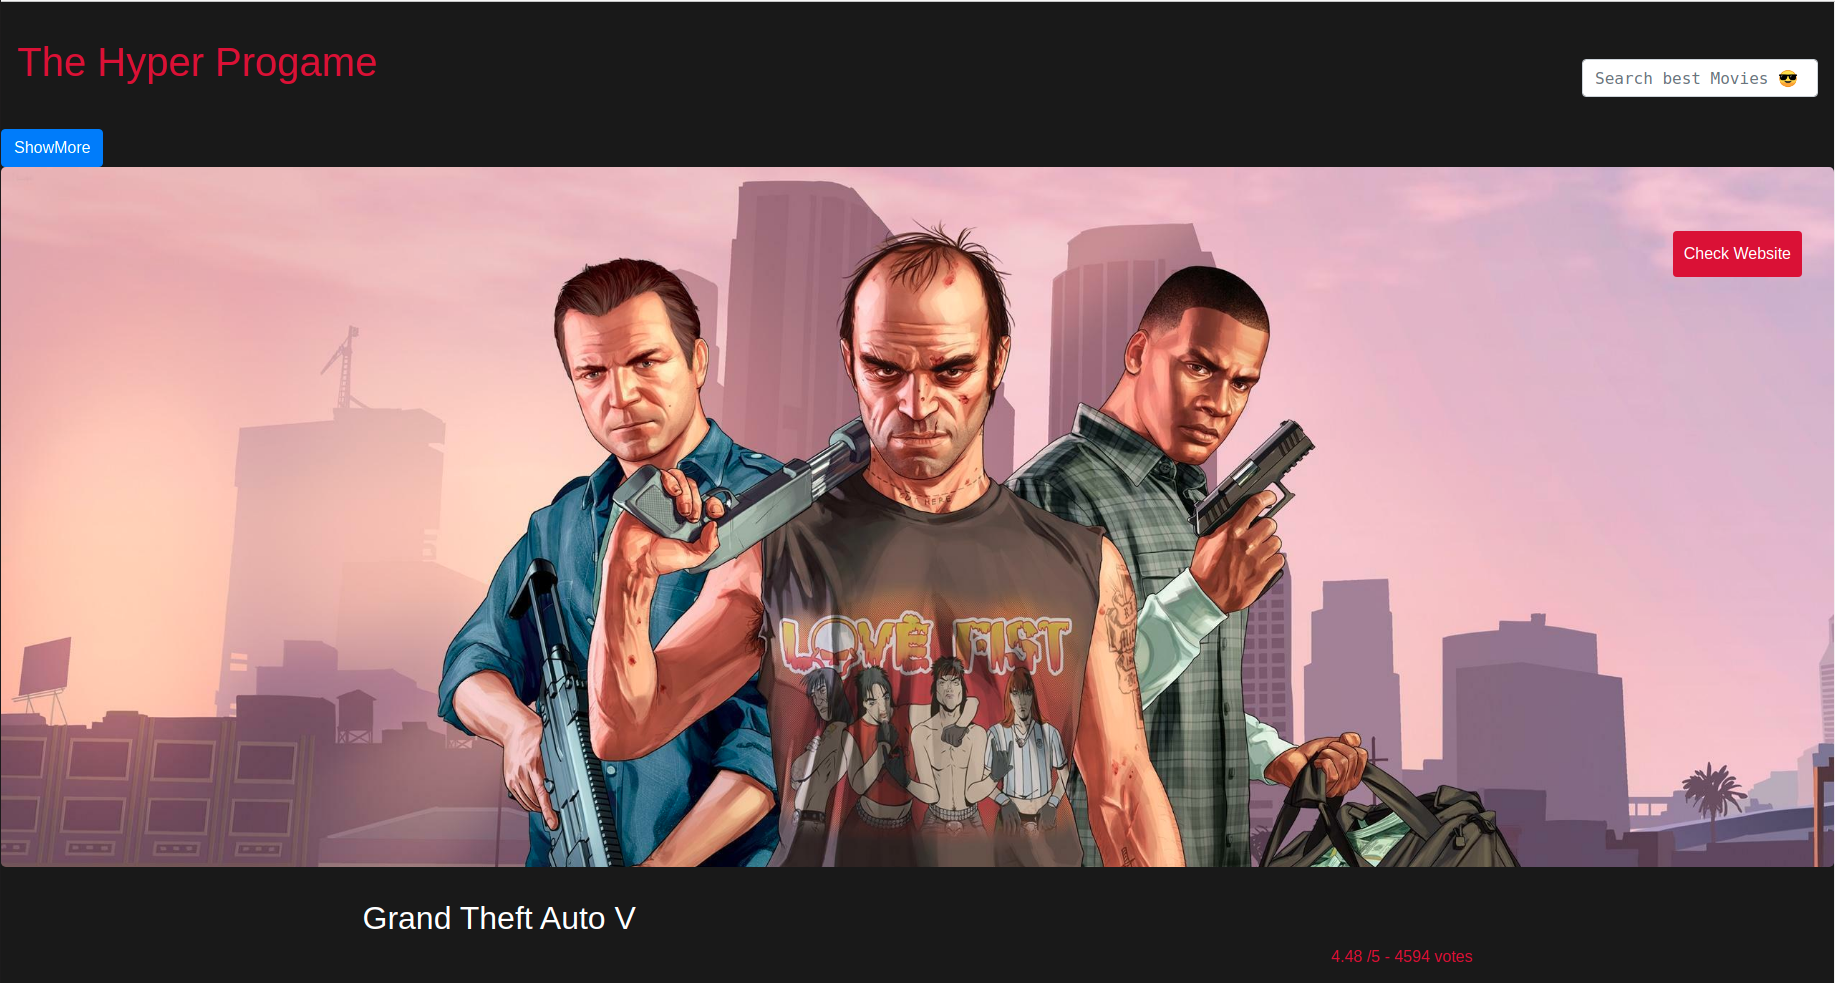 The Hyper Progame
Search best Movies 😎
ShowMore
Check Website
LOVE FIST
Grand Theft Auto V
4.48 /5 - 4594 votes